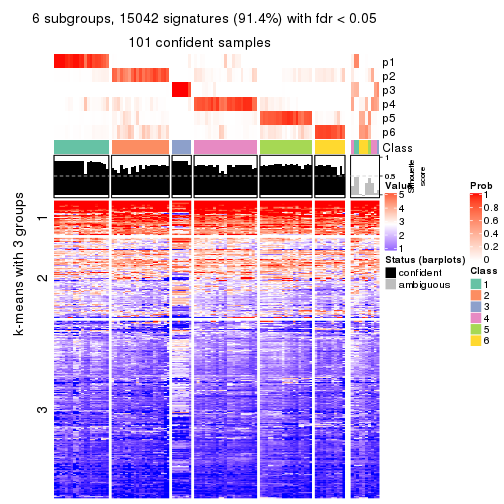 6 subgroups, 15042 signatures (91.4%) with fdr < 0.05
101 confident samples
p1
p2
p3
p4
p5
p6
Class
1
0.5
0
Silhouette
score
k-means with 3 groups
1
2
3
Value
5
4
3
2
1
Status (barplots)
confident
ambiguous
Prob
1
0.8
0.6
0.4
0.2
0
Class
1
2
3
4
5
6